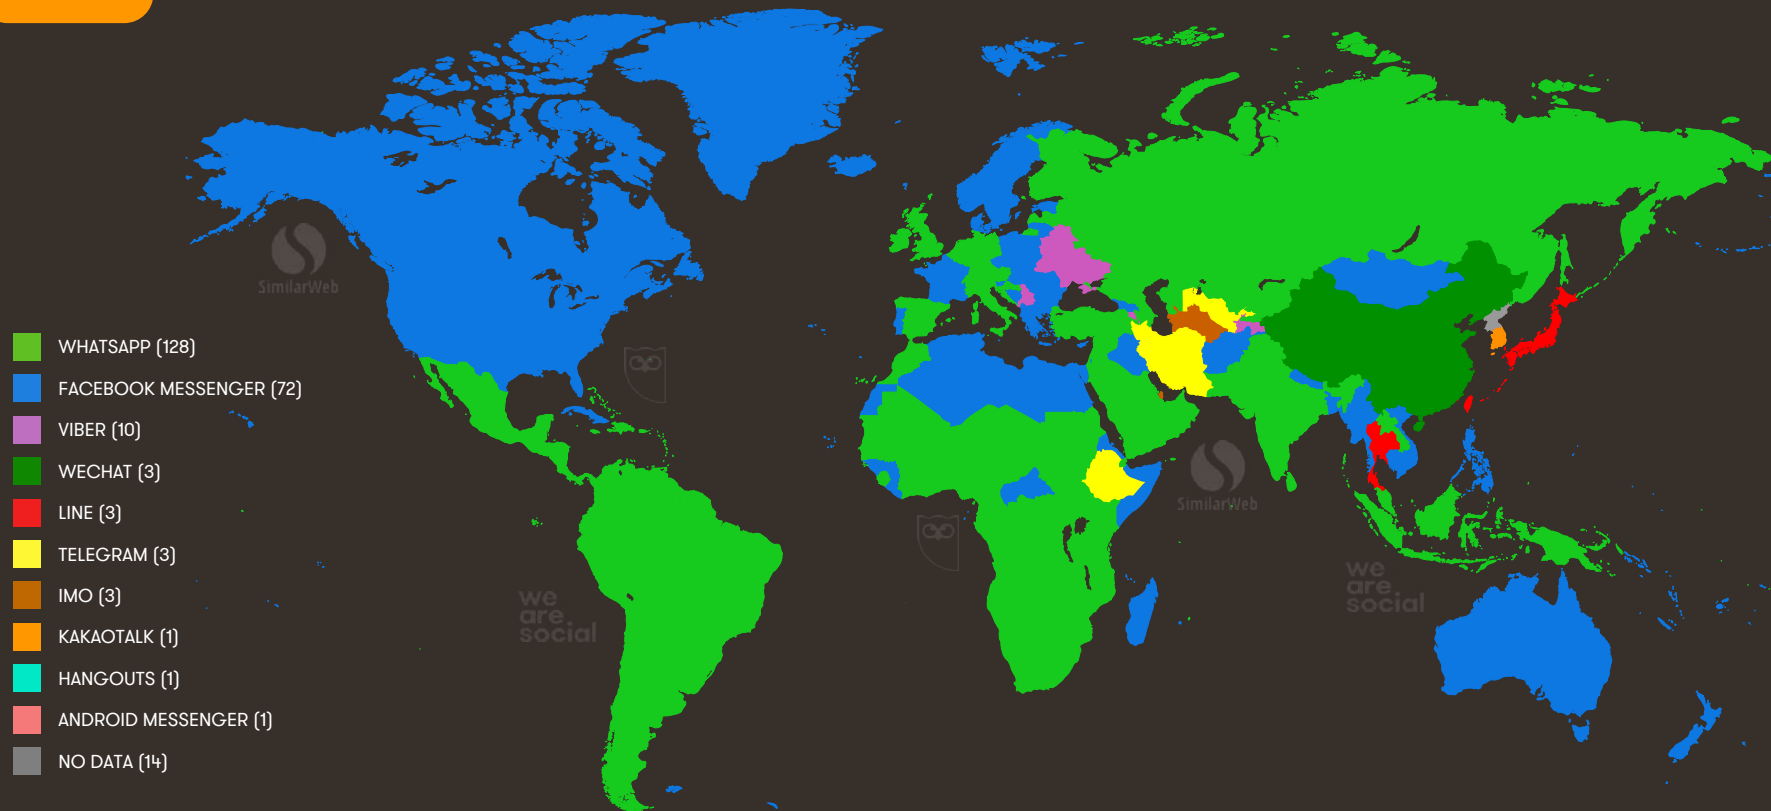 SimilarWeb
WHATSAPP (128)
FACEBOOK MESSENGER (72)
VIBER (10)
WECHAT (3)
LINE (3)
TELEGRAM (3)
IMO (3)
KAKAOTALK (1)
HANGOUTS (1)
ANDROID MESSENGER (1)
NO DATA (14)
SimilarWeb
we
are
social
we
are
social